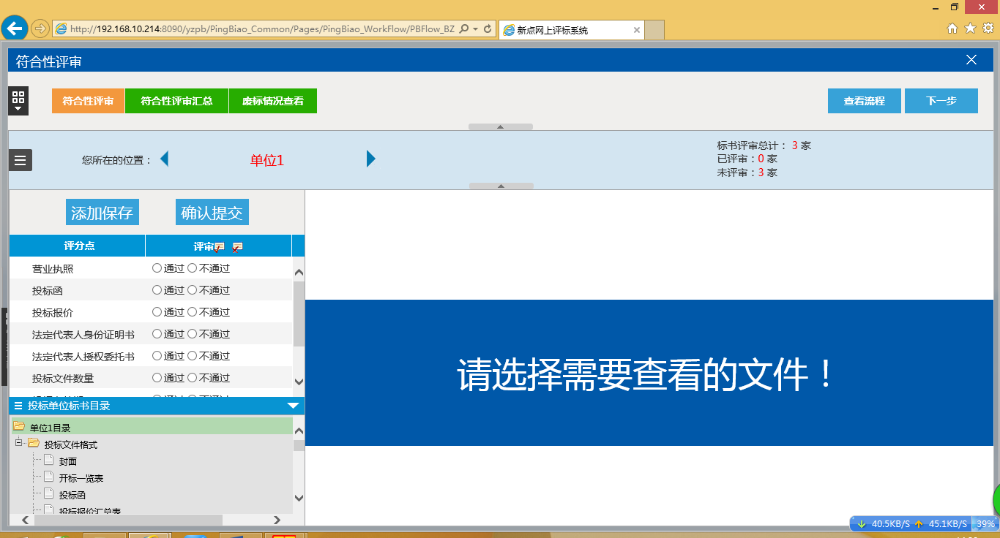 http://192.168.10.214:8090/yzpb/PingBiao_Common/Pages/PingBiao_WorkFlow/PBFlow_BZ
新点网上评标系统
符合性评审
符合性评审 符合性评审汇总 废标情况查看 查看流程 下一步
您所在的位置： 单位1
标书评审总计： 3 家
已评审：0 家
未评审：3 家
添加保存 确认提交
评分点 评审
营业执照 通过 不通过
投标函 通过 不通过
投标报价 通过 不通过
法定代表人身份证明书 通过 不通过
法定代表人授权委托书 通过 不通过
投标文件数量 通过 不通过
请选择需要查看的文件！
投标单位标书目录
单位1目录
投标文件格式
封面
开标一览表
投标函
投标报价汇总表
40.5KB/S 45.1KB/S 39%